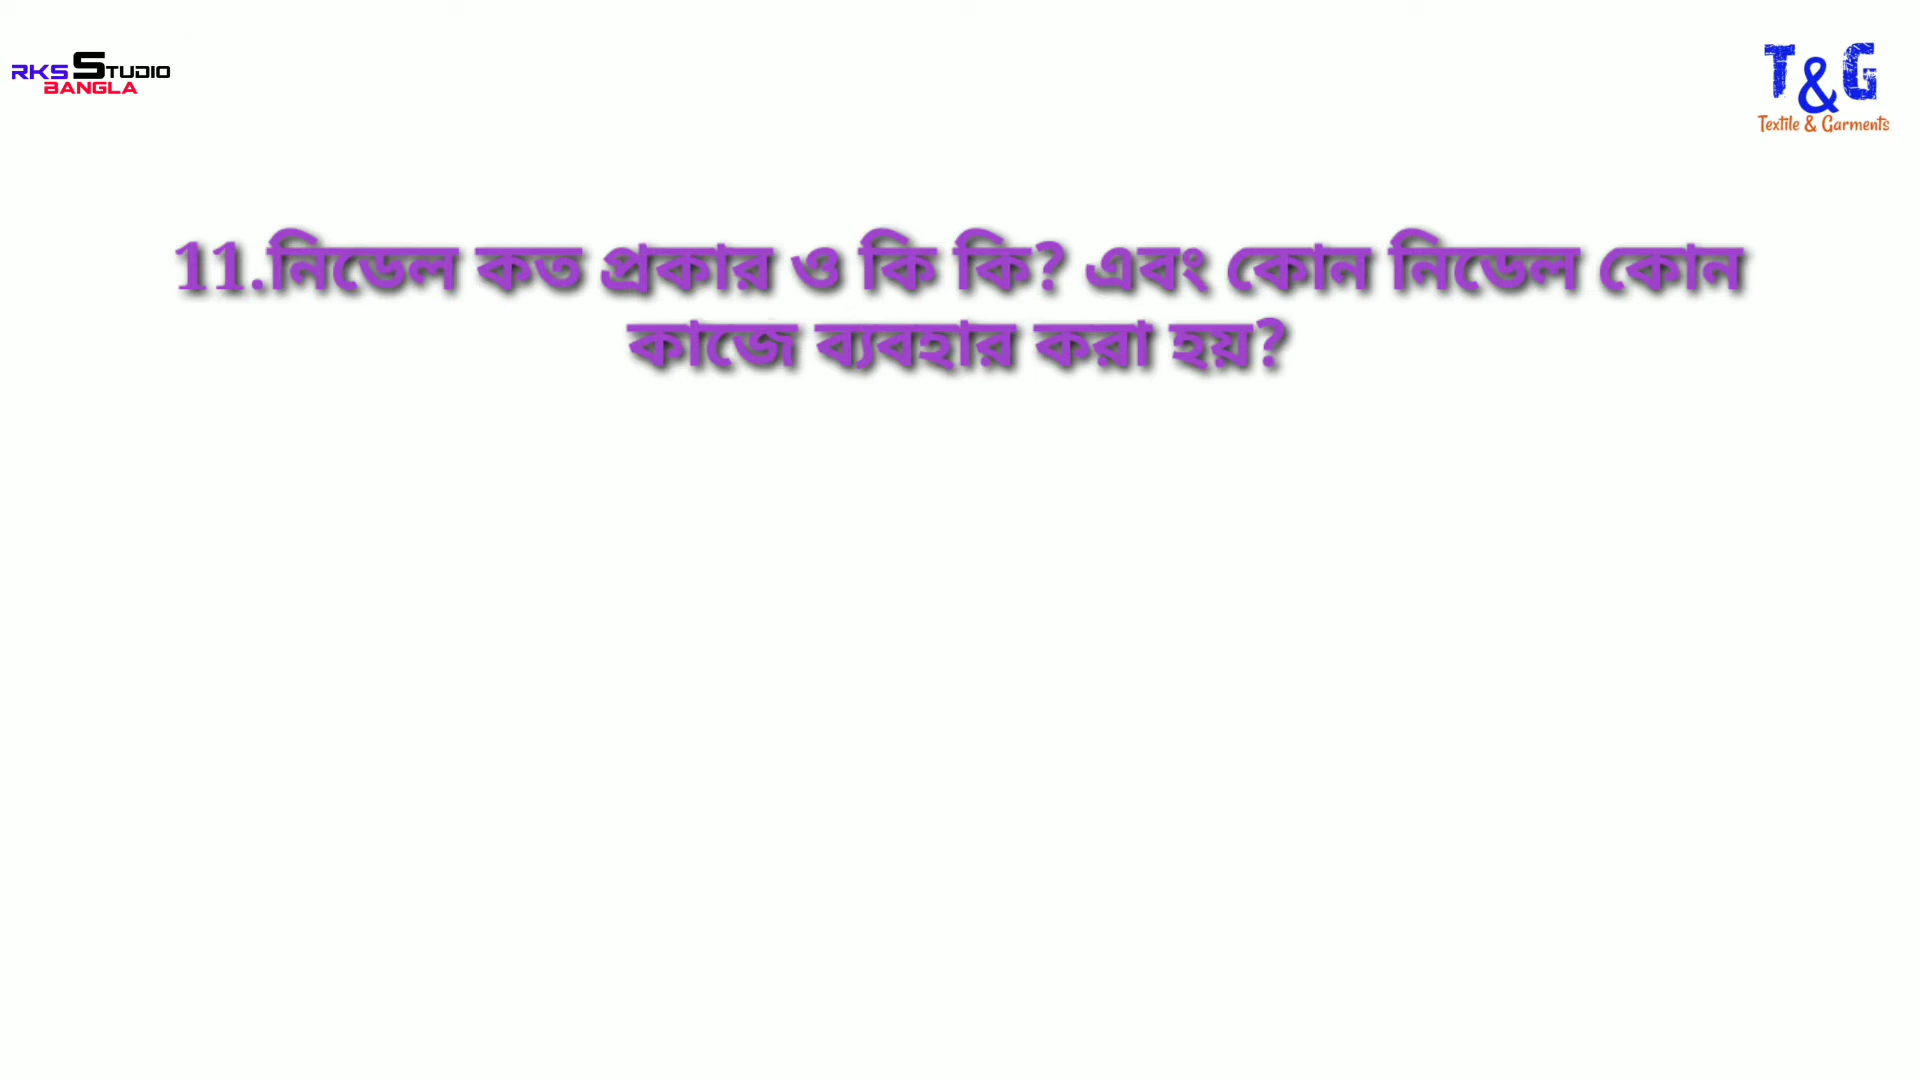 RKS STUDIO
BANGLA
T&G
Textile & Garments
11.নিডেল কত প্রকার ও কি কি? এবং কোন নিডেল কোন
কাজে ব্যবহার করা হয়?